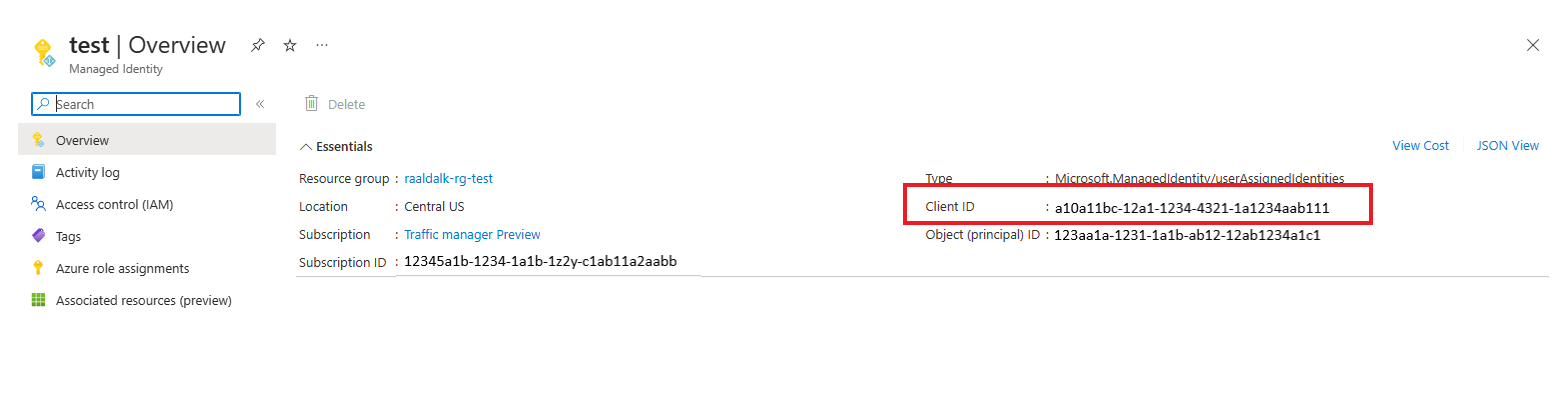 test | Overview
Managed Identity
Search
Delete
Overview
Activity log
Access control (IAM)
Tags
Azure role assignments
Associated resources (preview)
Essentials
View Cost
JSON View
Resource group : raaldalk-rg-test
Location : Central US
Subscription : Traffic manager Preview
Subscription ID : 12345a1b-1234-1a1b-1z2y-c1ab11a2aabb
Type : Microsoft.ManagedIdentity/userAssignedIdentities
Client ID : a10a11bc-12a1-1234-4321-1a1234aab111
Object (principal) ID : 123aa1a-1231-1a1b-ab12-12ab1234a1c1